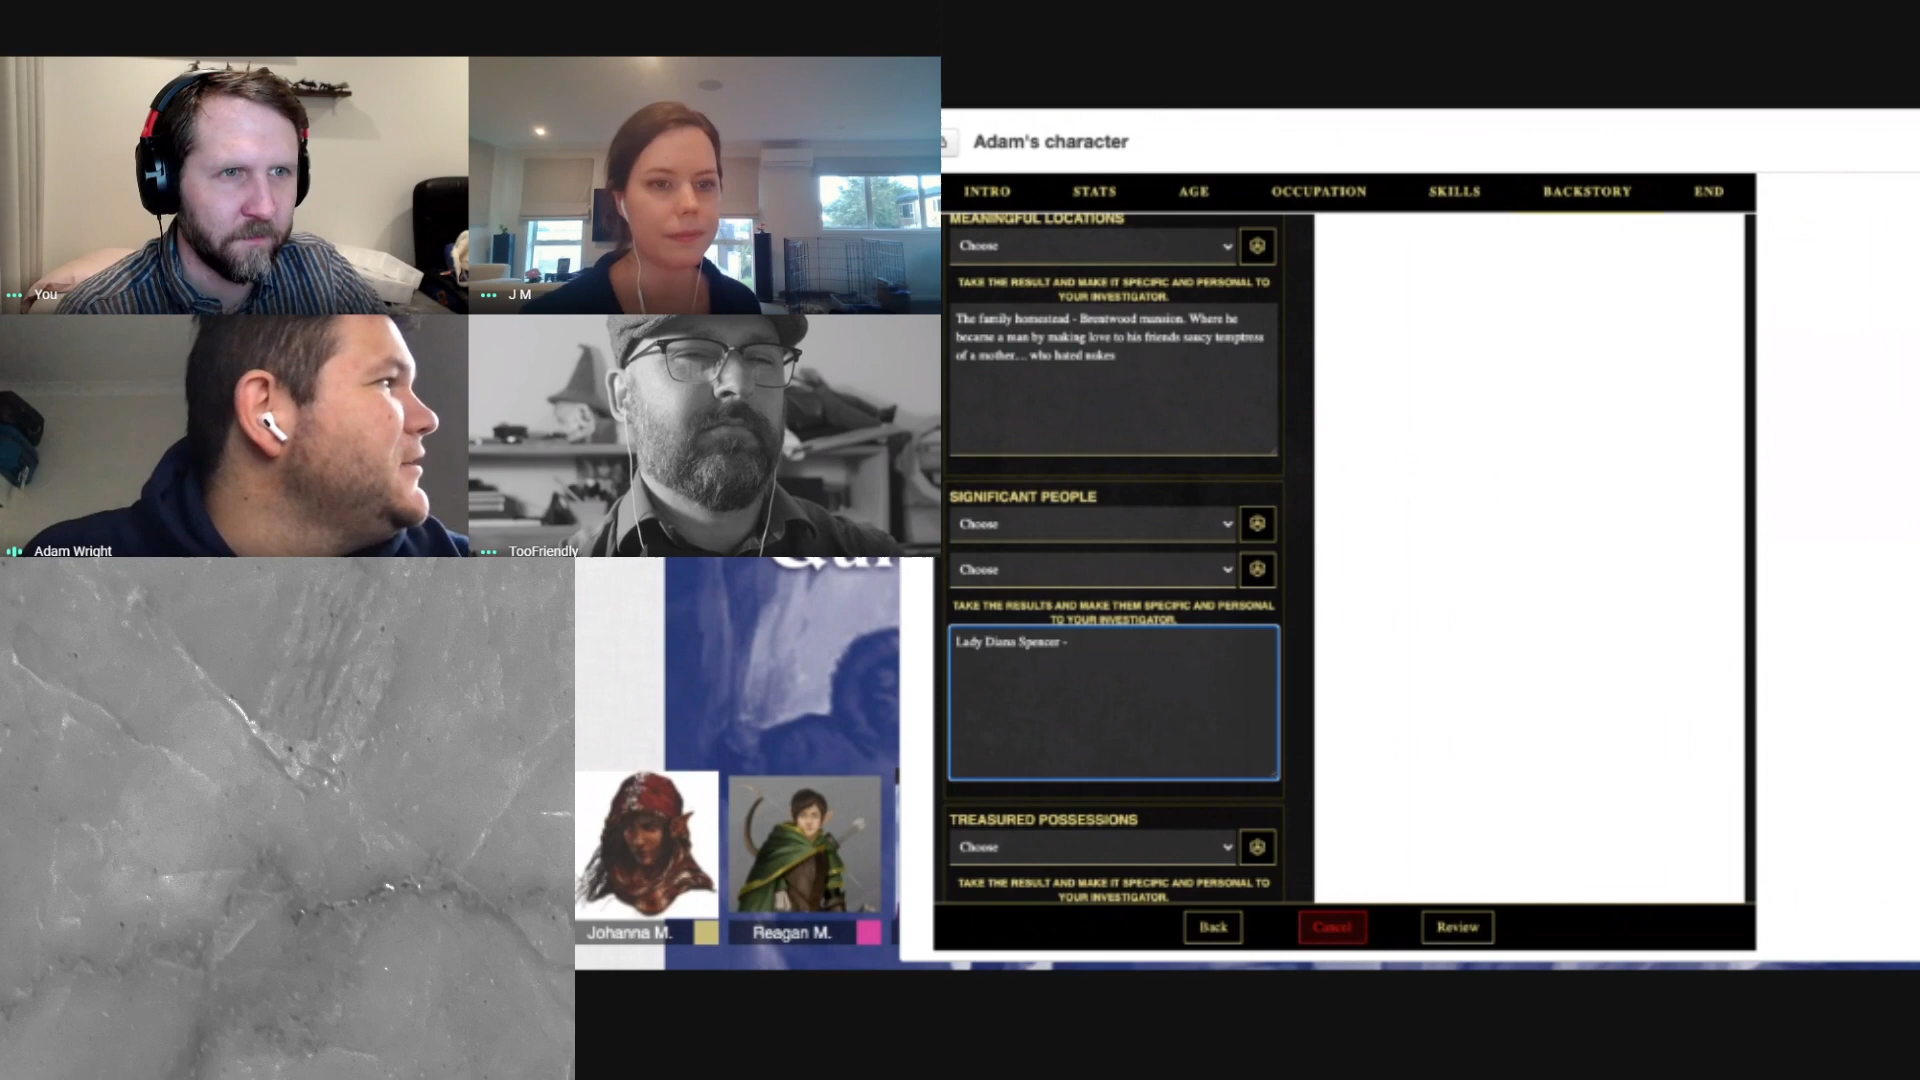 You
J M
Adam Wright
TooFriendly
Adam's character
INTRO STATS AGE OCCUPATION SKILLS BACKSTORY END
MEANINGFUL LOCATIONS
Choose
TAKE THE RESULT AND MAKE IT SPECIFIC AND PERSONAL TO
YOUR INVESTIGATOR.
The family homestead - Brentwood mansion. Where he
became a man by making love to his friends saucy temptress
of a mother... who hated nukes
SIGNIFICANT PEOPLE
Choose
Choose
TAKE THE RESULTS AND MAKE THEM SPECIFIC AND PERSONAL
TO YOUR INVESTIGATOR.
Lady Diana Spencer -
TREASURED POSSESSIONS
Choose
TAKE THE RESULT AND MAKE IT SPECIFIC AND PERSONAL TO
YOUR INVESTIGATOR.
Back Cancel Review
Johanna M.
Reagan M.